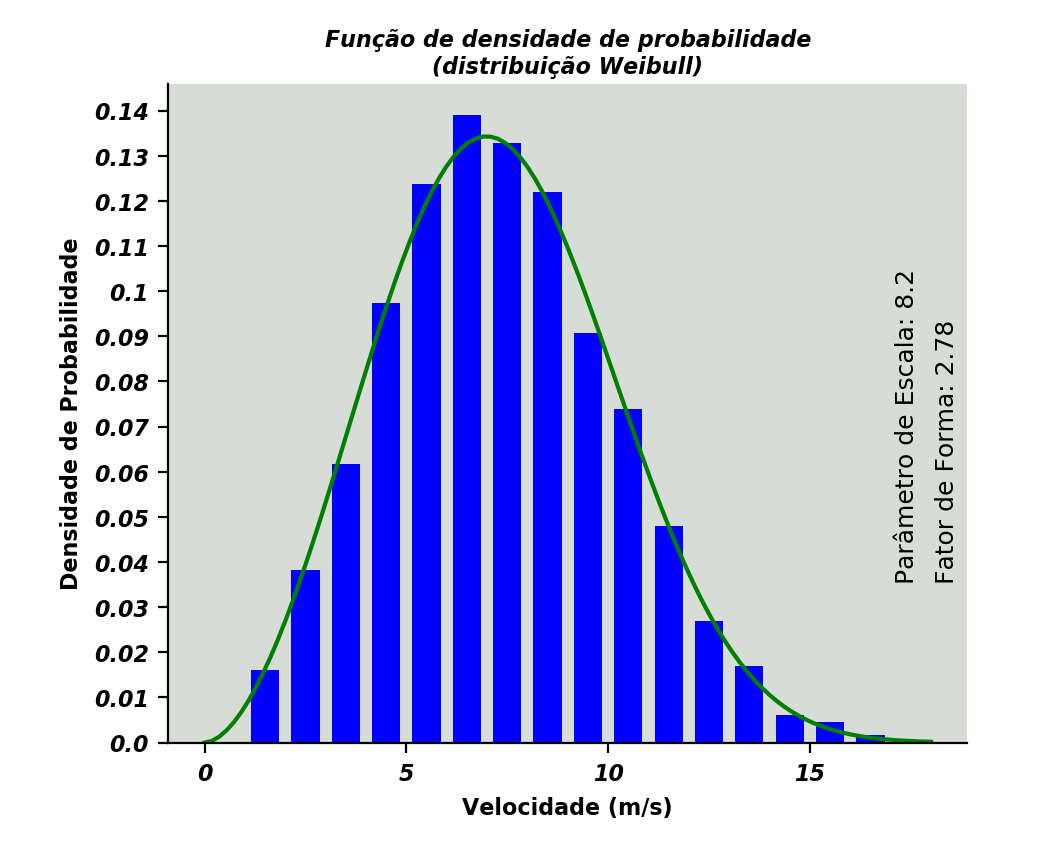 Função de densidade de probabilidade
(distribuição Weibull)
Densidade de Probabilidade
0.14
0.13
0.12
0.11
0.1
0.09
0.08
0.07
0.06
0.05
0.04
0.03
0.02
0.01
0.0
0 5 10 15
Velocidade (m/s)
Parâmetro de Escala: 8.2
Fator de Forma: 2.78